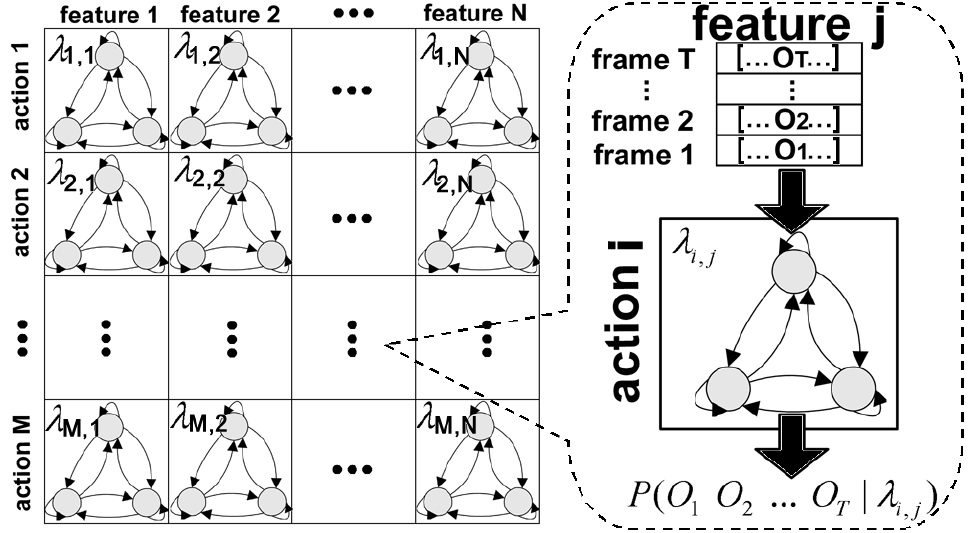 feature 1 feature 2 ... feature N
action 1 λ1,1 λ1,2 ... λ1,N
action 2 λ2,1 λ2,2 ... λ2,N
... ⋮ ⋮ ⋮ ⋮
action M λM,1 λM,2 ... λM,N
feature j
frame T [... OT...]
⋮ ⋮
frame 2 [... O2...]
frame 1 [... O1...]
action i
λi,j
P(O1 O2 ... OT | λi,j)